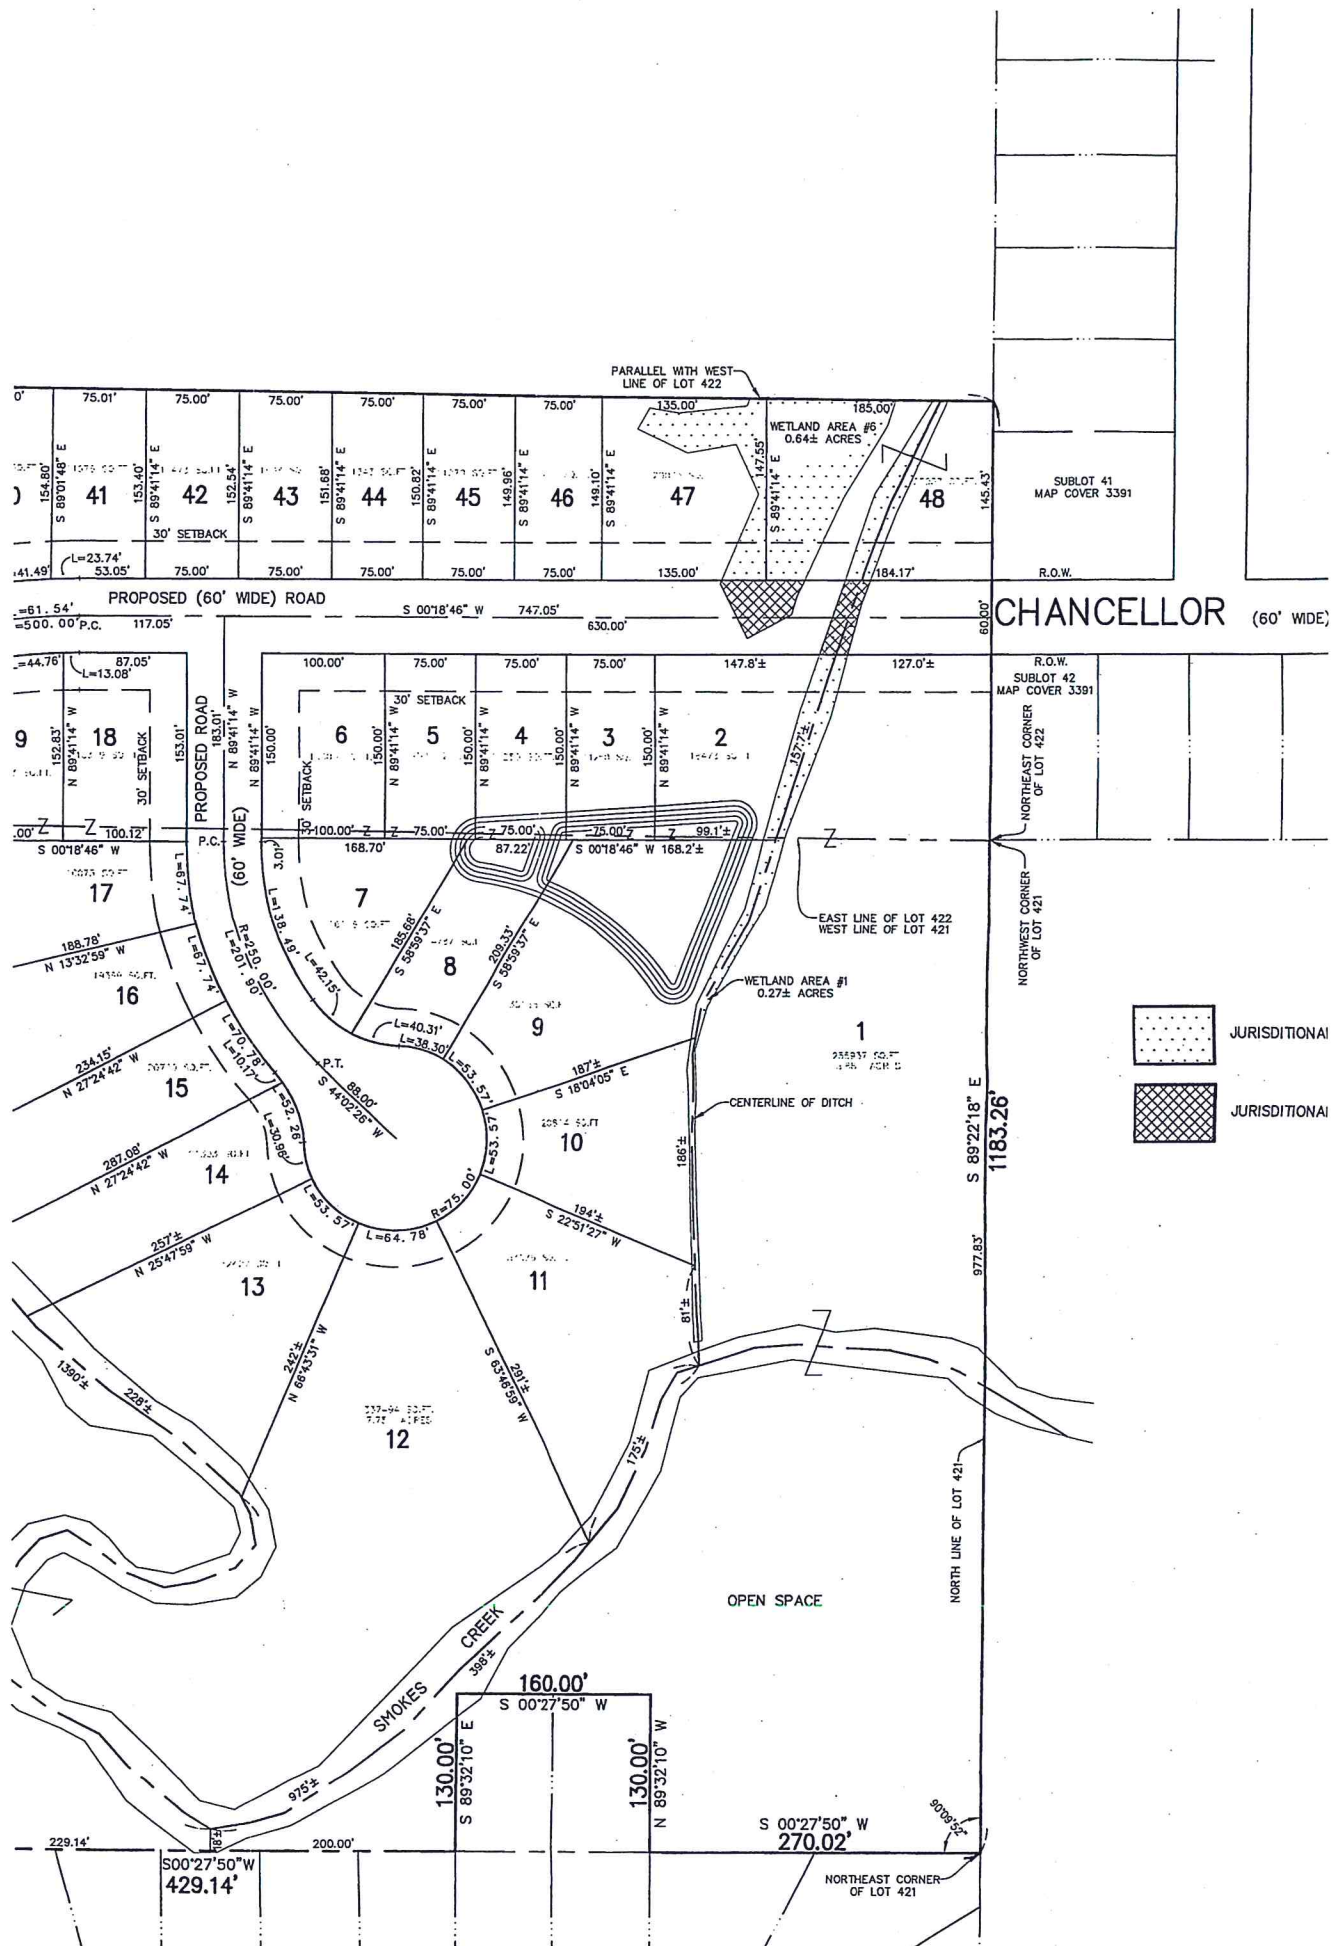 PARALLEL WITH WEST
LINE OF LOT 422
0'
75.01'
75.00'
75.00'
75.00'
75.00'
75.00'
135.00'
185.00'
WETLAND AREA #6
0.64± ACRES
154.80'
S 89°01'48" E
153.40'
S 89°41'14" E
152.54'
S 89°41'14" E
151.68'
S 89°41'14" E
150.82'
S 89°41'14" E
149.96'
S 89°41'14" E
149.10'
S 89°41'14" E
147.55'
S 89°41'14" E
145.43'
41
42
43
44
45
46
47
48
SUBLOT 41
MAP COVER 3391
30' SETBACK
L=23.74'
41.49'
53.05'
75.00'
75.00'
75.00'
75.00'
75.00'
135.00'
184.17'
R.O.W.
PROPOSED (60' WIDE) ROAD
=61.54'
=500.00'
P.C.
117.05'
S 00°18'46" W
747.05'
630.00'
60.00'
CHANCELLOR
(60' WIDE)
=44.76'
87.05'
L=13.08'
100.00'
75.00'
75.00'
75.00'
147.8'±
127.0'±
R.O.W.
SUBLOT 42
MAP COVER 3391
30' SETBACK
9
152.83'
N 89°41'14" W
18
30' SETBACK
153.01'
PROPOSED ROAD
(60' WIDE)
183.01'
N 89°41'14" W
150.00'
30' SETBACK
6
150.00'
N 89°41'14" W
5
150.00'
N 89°41'14" W
4
150.00'
N 89°41'14" W
3
150.00'
N 89°41'14" W
2
157.7'±
NORTHEAST CORNER
OF LOT 422
.00'
100.12'
S 00°18'46" W
P.C.
3.01'
100.00'
75.00'
75.00'
75.00'
99.1'±
168.70'
87.22'
S 00°18'46" W 168.2'±
EAST LINE OF LOT 422
WEST LINE OF LOT 421
NORTHWEST CORNER
OF LOT 421
17
L=67.74'
188.78'
N 13°32'59" W
L=67.74'
R=250.00'
L=201.90'
L=138.49'
L=42.15'
7
185.68'
S 58°59'37" E
8
209.33'
S 58°59'37" E
9
WETLAND AREA #1
0.27± ACRES
1
JURISDITIONAL
JURISDITIONAL
16
234.15'
N 27°24'42" W
L=70.78'
L=10.17'
15
P.T.
88.00'
S 44°02'26" W
L=40.31'
L=38.30'
L=53.57'
187'±
S 18°04'05" E
CENTERLINE OF DITCH
10
L=53.57'
186'±
S 89°22'18" E
1183.26'
287.08'
N 27°24'42" W
L=52.26'
L=30.96'
14
L=53.57'
L=64.78'
R=75.00'
194'±
S 22°51'27" W
257'±
N 25°47'59" W
13
11
977.83'
81'±
1390'±
228'±
242'±
N 66°43'31" W
291'±
S 63°46'59" W
12
175'±
NORTH LINE OF LOT 421
OPEN SPACE
SMOKES
CREEK
398'±
160.00'
S 00°27'50" W
130.00'
S 89°32'10" E
130.00'
N 89°32'10" W
975'±
18'±
229.14'
200.00'
S00°27'50"W
429.14'
S 00°27'50" W
270.02'
90°09'52"
NORTHEAST CORNER
OF LOT 421